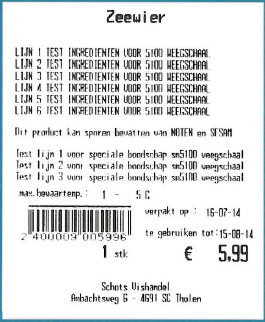 Zeewier
LIJN 1 TEST INGREDIENTEN VOOR 5100 WEEGSCHAAL
LIJN 2 TEST INGREDIENTEN VOOR 5100 WEEGSCHAAL
LIJN 3 TEST INGREDIENTEN VOOR 5100 WEEGSCHAAL
LIJN 4 TEST INGREDIENTEN VOOR 5100 WEEGSCHAAL
LIJN 5 TEST INGREDIENTEN VOOR 5100 WEEGSCHAAL
LIJN 6 TEST INGREDIENTEN VOOR 5100 WEEGSCHAAL
Dit product kan sporen bevatten van NOTEN en SESAM
Test lijn 1 voor speciale bondschap sm5100 weegschaal
Test lijn 2 voor speciale bondschap sm5100 weegschaal
Test lijn 3 voor speciale bondschap sm5100 weegschaal
max.bewaartemp.: 1 - 5 C
verpakt op : 16-07-14
2 400009 005996
te gebruiken tot:15-08-14
1 stk € 5,99
Schots Vishandel
Ambachtsweg 6 - 4691 SC Tholen